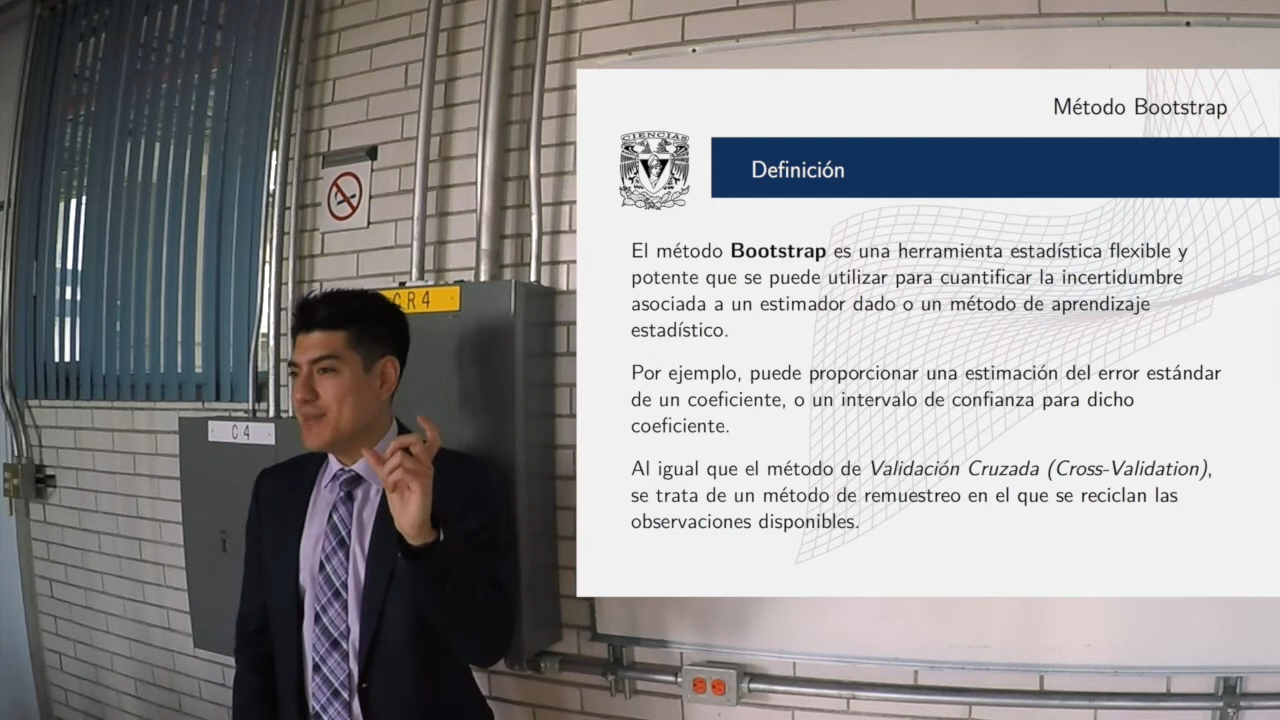 Método Bootstrap
CIENCIAS
Definición
El método Bootstrap es una herramienta estadística flexible y
potente que se puede utilizar para cuantificar la incertidumbre
asociada a un estimador dado o un método de aprendizaje
estadístico.
Por ejemplo, puede proporcionar una estimación del error estándar
de un coeficiente, o un intervalo de confianza para dicho
coeficiente.
Al igual que el método de Validación Cruzada (Cross-Validation),
se trata de un método de remuestreo en el que se reciclan las
observaciones disponibles.
CR4
C4